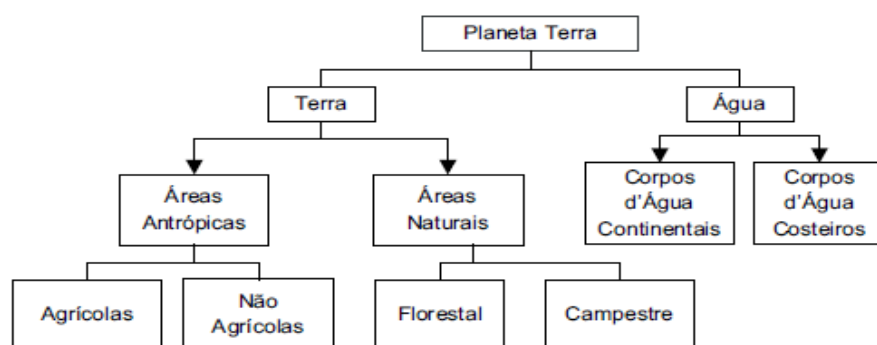 Planeta Terra
Terra
Água
Áreas
Antrópicas
Áreas
Naturais
Corpos
d'Água
Continentais
Corpos
d'Água
Costeiros
Agrícolas
Não
Agrícolas
Florestal
Campestre